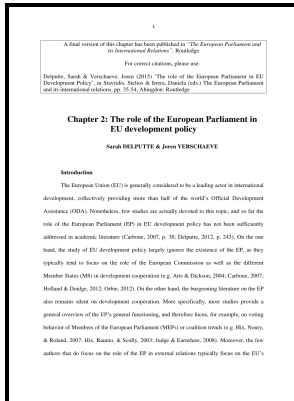 1
A final version of this chapter has been published in "The European Parliament and
its International Relations", Routledge
For correct citations, please use:
Delputte, Sarah & Verschaeve, Joren (2015) 'The role of the European Parliament in EU
Development Policy', in Stavridis, Stelios & Irrera, Daniela (eds.) The European Parliament
and its international relations, pp. 35-54, Abingdon: Routledge
Chapter 2: The role of the European Parliament in
EU development policy
Sarah DELPUTTE & Joren VERSCHAEVE
Introduction
The European Union (EU) is generally considered to be a leading actor in international
development, collectively providing more than half of the world's Official Development
Assistance (ODA). Nonetheless, few studies are actually devoted to this topic, and so far the
role of the European Parliament (EP) in EU development policy has not been sufficiently
addressed in academic literature (Carbone, 2007, p. 38; Delputte, 2012, p. 243). On the one
hand, the study of EU development policy largely ignores the existence of the EP, as they
typically tend to focus on the role of the European Commission as well as the different
Member States (MS) in development cooperation (e.g. Arts & Dickson, 2004; Carbone, 2007;
Holland & Doidge, 2012; Orbie, 2012). On the other hand, the burgeoning literature on the EP
also remains silent on development cooperation. More specifically, most studies provide a
general overview of the EP's general functioning, and therefore focus, for example, on voting
behavior of Members of the European Parliament (MEPs) or coalition trends (e.g. Hix, Noury,
& Roland, 2007; Hix, Raunio, & Scully, 2003; Judge & Earnshaw, 2008). Moreover, the few
authors that do focus on the role of the EP in external relations typically focus on the EU's